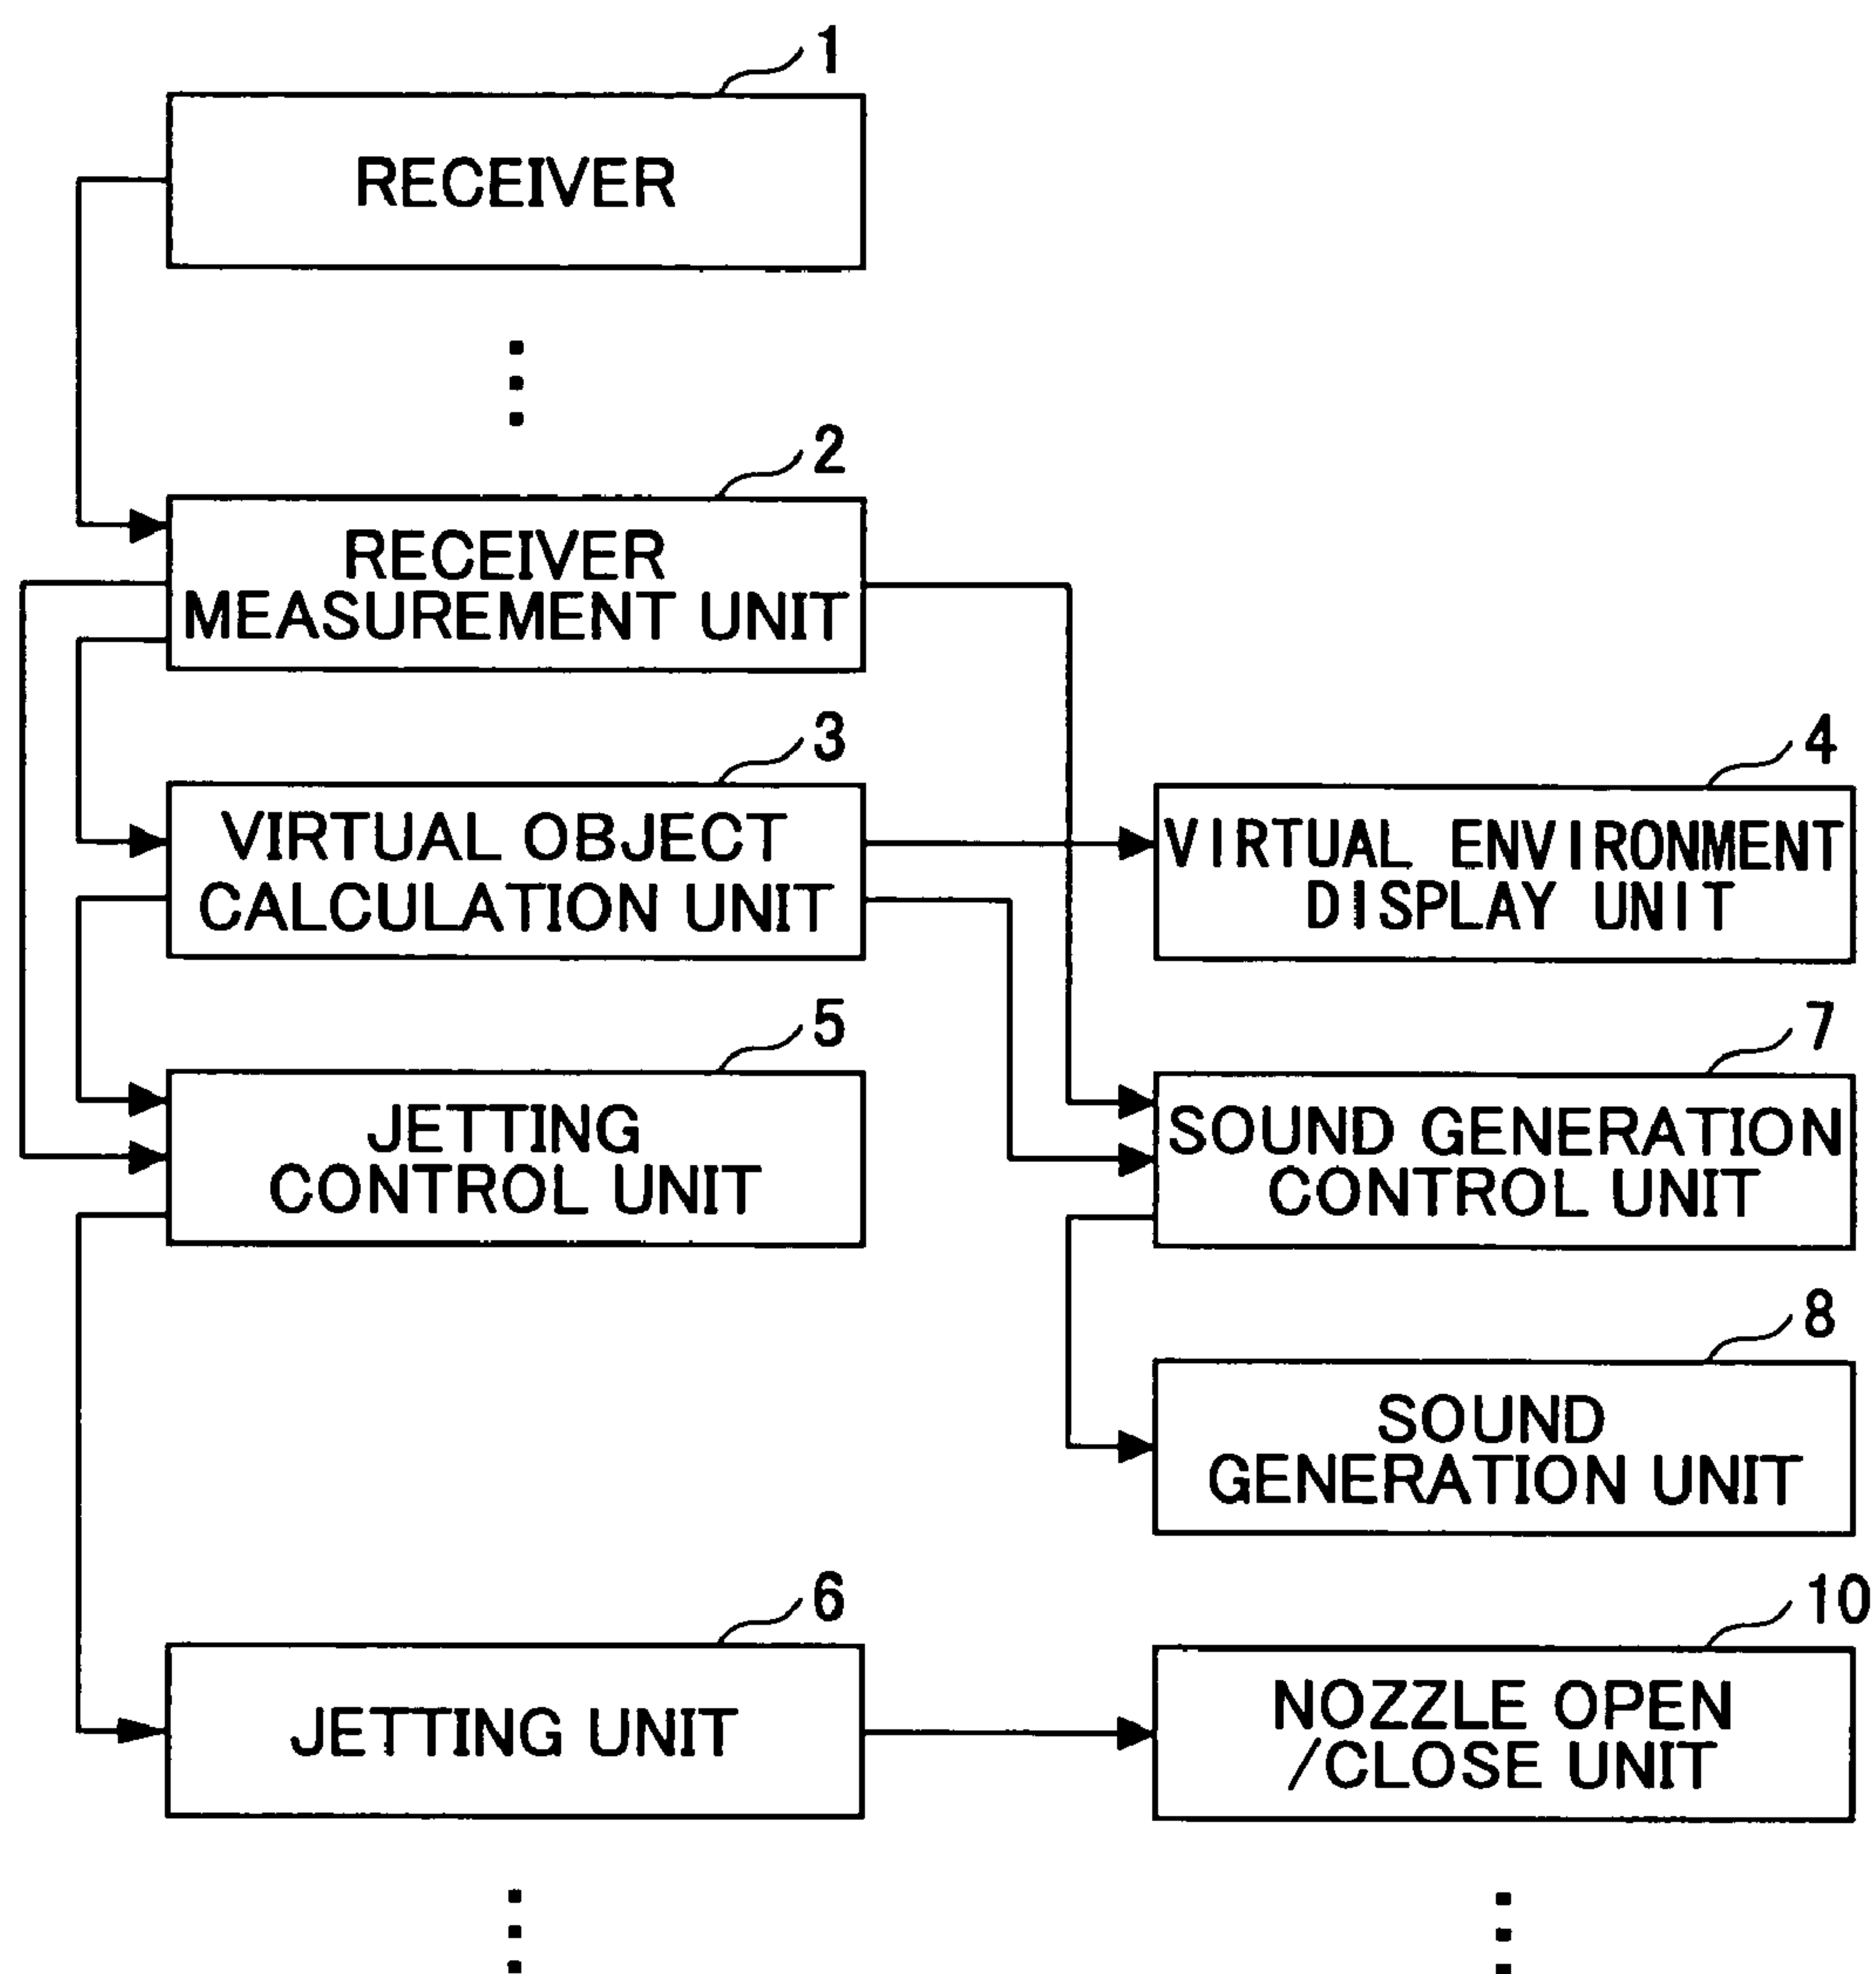 1
RECEIVER
2
RECEIVER
MEASUREMENT UNIT
3
VIRTUAL OBJECT
CALCULATION UNIT
4
VIRTUAL ENVIRONMENT
DISPLAY UNIT
5
JETTING
CONTROL UNIT
7
SOUND GENERATION
CONTROL UNIT
8
SOUND
GENERATION UNIT
6
JETTING UNIT
10
NOZZLE OPEN
/CLOSE UNIT